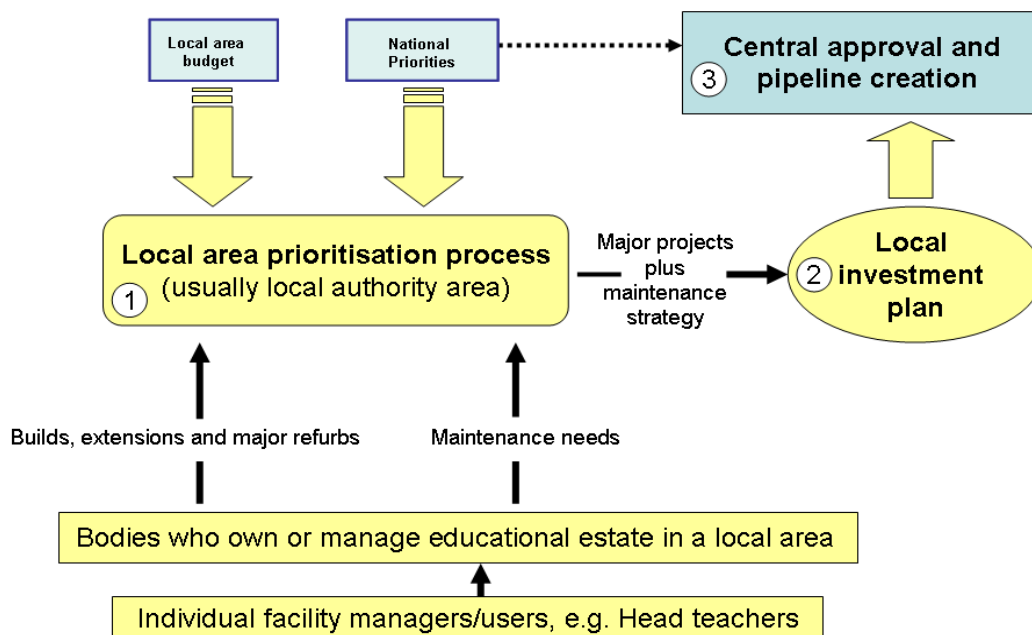 Local area
budget
National
Priorities
Central approval and
pipeline creation
3
Local area prioritisation process
(usually local authority area)
1
Major projects
plus
maintenance
strategy
Local
investment
plan
2
Builds, extensions and major refurbs
Maintenance needs
Bodies who own or manage educational estate in a local area
Individual facility managers/users, e.g. Head teachers